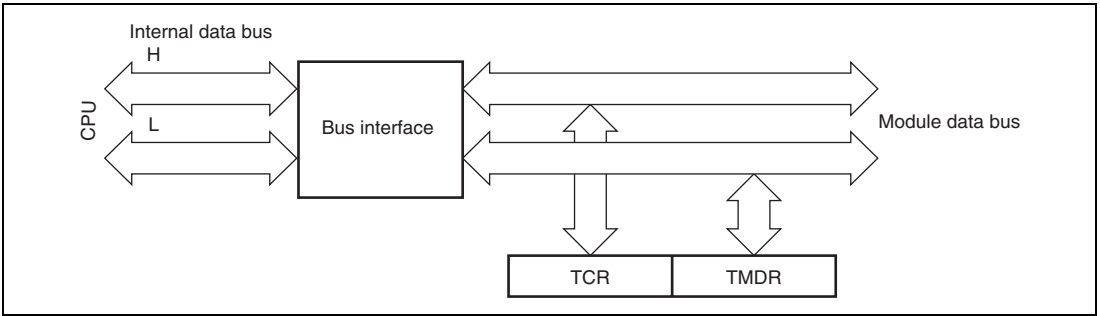 Internal data bus
H
CPU
L
Bus interface
Module data bus
TCR
TMDR